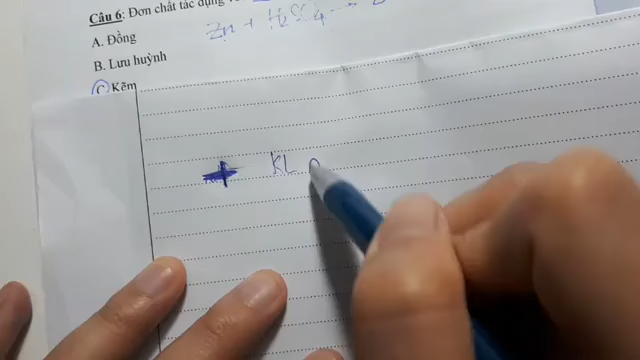 Câu 6: Đơn chất tác dụng
Zn + H2SO4
A. Đồng
B. Lưu huỳnh
C Kẽm
+ KL